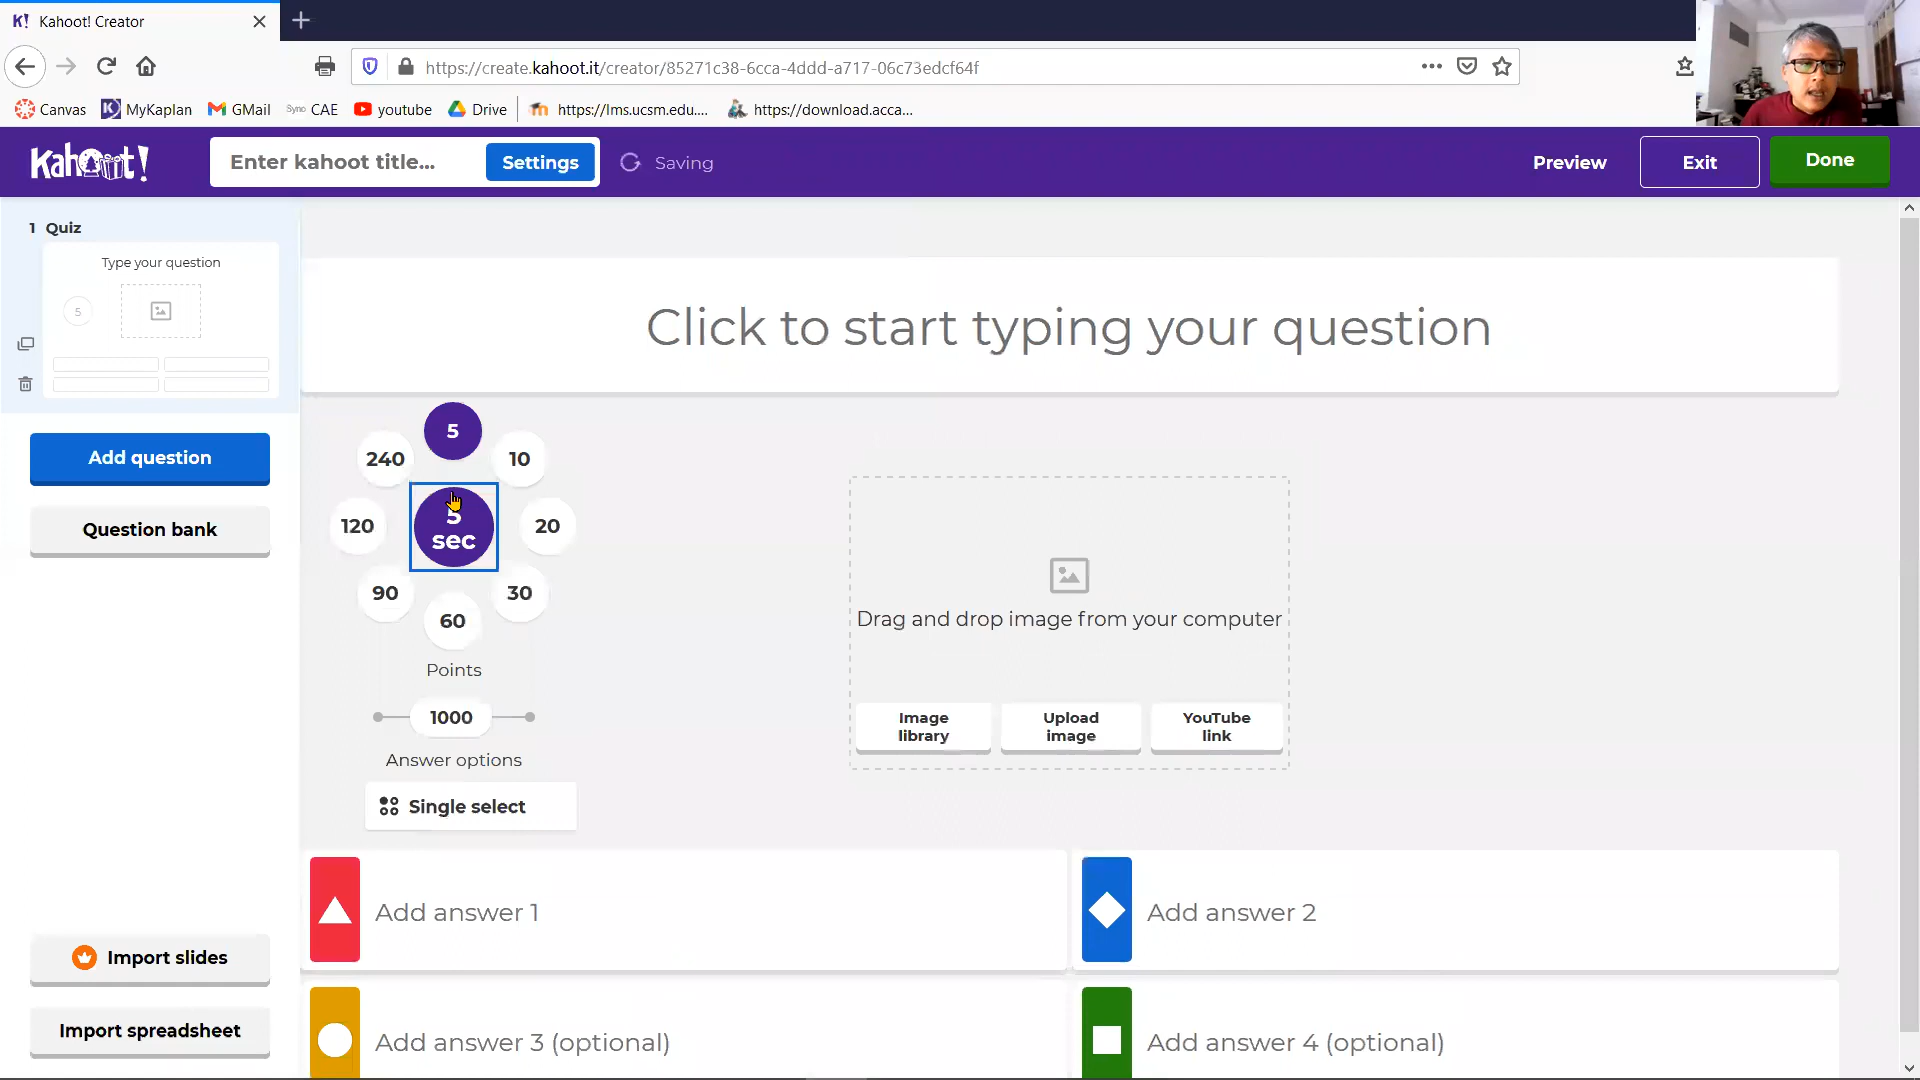 Kahoot! Creator
https://create.kahoot.it/creator/85271c38-6cca-4ddd-a717-06c73edcf64f
Canvas MyKaplan GMail Syno CAE youtube Drive https://lms.ucsm.edu.... https://download.acca...
Kahoot! Enter kahoot title... Settings Saving Preview Exit Done
1 Quiz
Type your question
5
Add question
Question bank
Import slides
Import spreadsheet
Click to start typing your question
5
240 10
120 5 sec 20
90 30
60
Points
1000
Answer options
Single select
Drag and drop image from your computer
Image library
Upload image
YouTube link
Add answer 1
Add answer 2
Add answer 3 (optional)
Add answer 4 (optional)